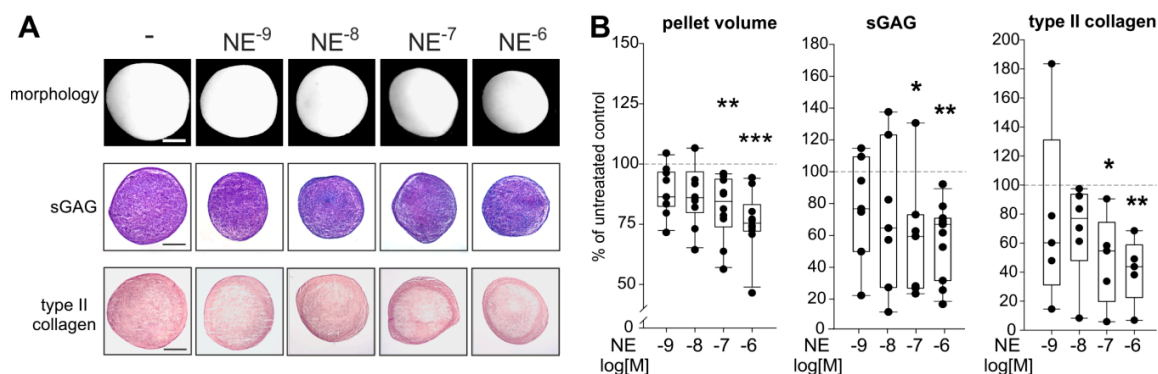 A
- NE-9 NE-8 NE-7 NE-6
morphology
sGAG
type II
collagen
B
pellet volume
% of untreatated control
150
125
100
75
50
0
**
***
NE -9 -8 -7 -6
log[M]
sGAG
180
160
140
120
100
80
60
40
20
0
*
**
NE -9 -8 -7 -6
log[M]
type II collagen
200
180
160
140
120
100
80
60
40
20
0
*
**
NE -9 -8 -7 -6
log[M]